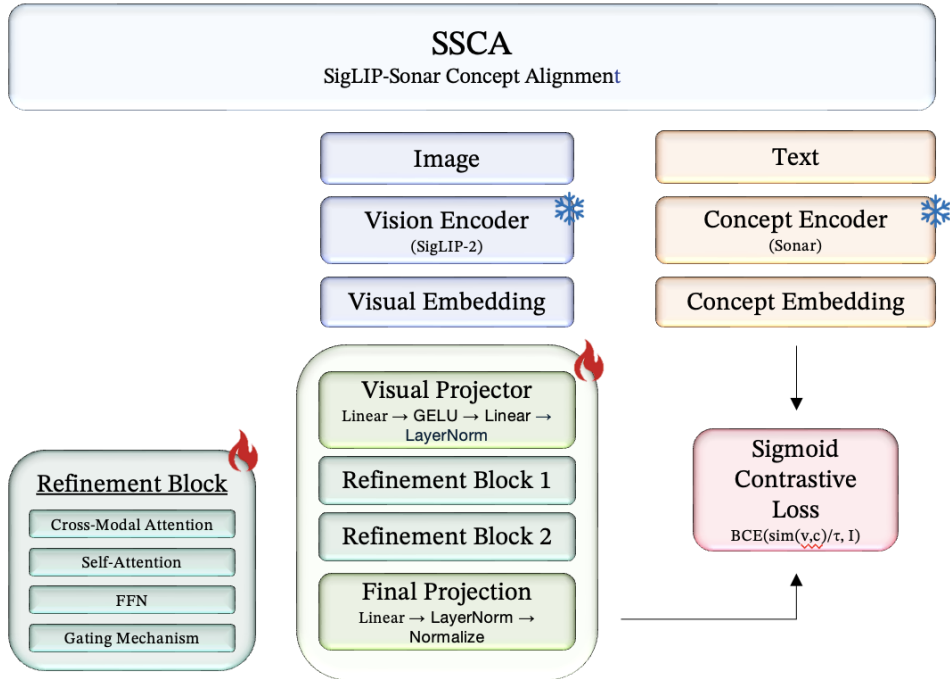 SSCA
SigLIP-Sonar Concept Alignment
Image
Text
Vision Encoder
(SigLIP-2)
Concept Encoder
(Sonar)
Visual Embedding
Concept Embedding
Visual Projector
Linear → GELU → Linear →
LayerNorm
Refinement Block 1
Refinement Block 2
Final Projection
Linear → LayerNorm →
Normalize
Refinement Block
Cross-Modal Attention
Self-Attention
FFN
Gating Mechanism
Sigmoid
Contrastive
Loss
BCE(sim(v,c)/τ, I)